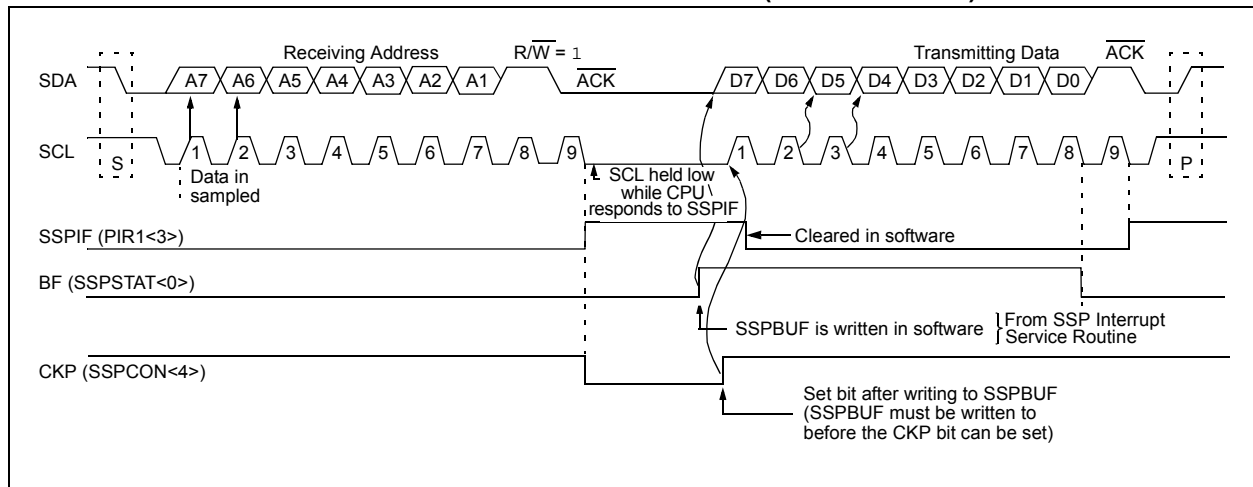 Receiving Address R/W = 1 Transmitting Data ACK
SDA A7 A6 A5 A4 A3 A2 A1 ACK D7 D6 D5 D4 D3 D2 D1 D0
SCL S 1 2 3 4 5 6 7 8 9 1 2 3 4 5 6 7 8 9 P
Data in
sampled
SCL held low
while CPU
responds to SSPIF
SSPIF (PIR1<3>)
Cleared in software
BF (SSPSTAT<0>)
SSPBUF is written in software
From SSP Interrupt
Service Routine
CKP (SSPCON<4>)
Set bit after writing to SSPBUF
(SSPBUF must be written to
before the CKP bit can be set)